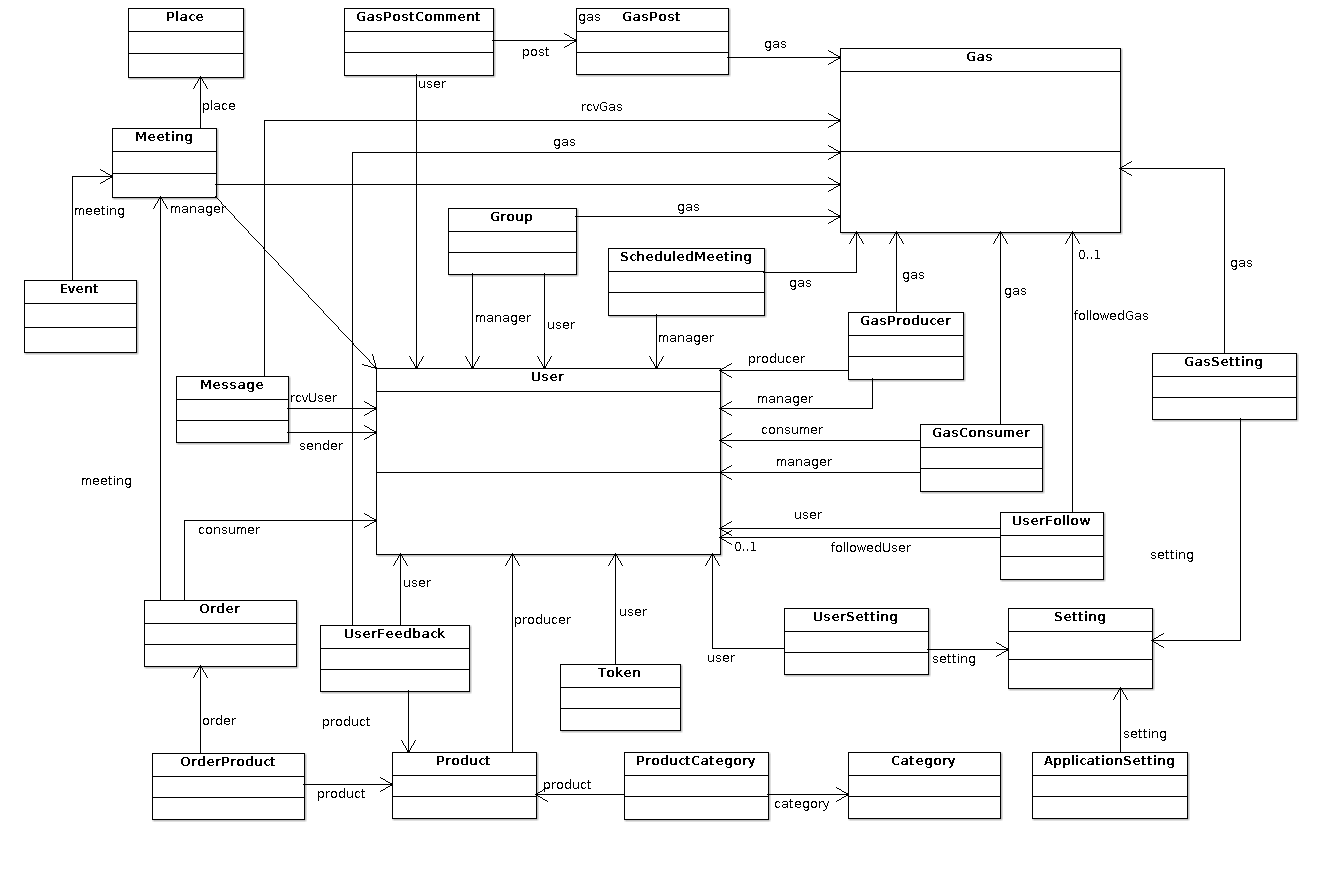 Place
GasPostComment
gas
GasPost
gas
post
Gas
user
place
rcvGas
Meeting
gas
meeting
manager
Group
gas
ScheduledMeeting
0..1
gas
gas
gas
gas
Event
manager
user
manager
followedGas
GasProducer
producer
GasSetting
User
Message
rcvUser
manager
consumer
GasConsumer
sender
manager
meeting
user
UserFollow
consumer
0..1
followedUser
setting
user
Order
producer
user
UserSetting
Setting
UserFeedback
user
setting
Token
order
product
setting
OrderProduct
Product
ProductCategory
Category
ApplicationSetting
product
product
category